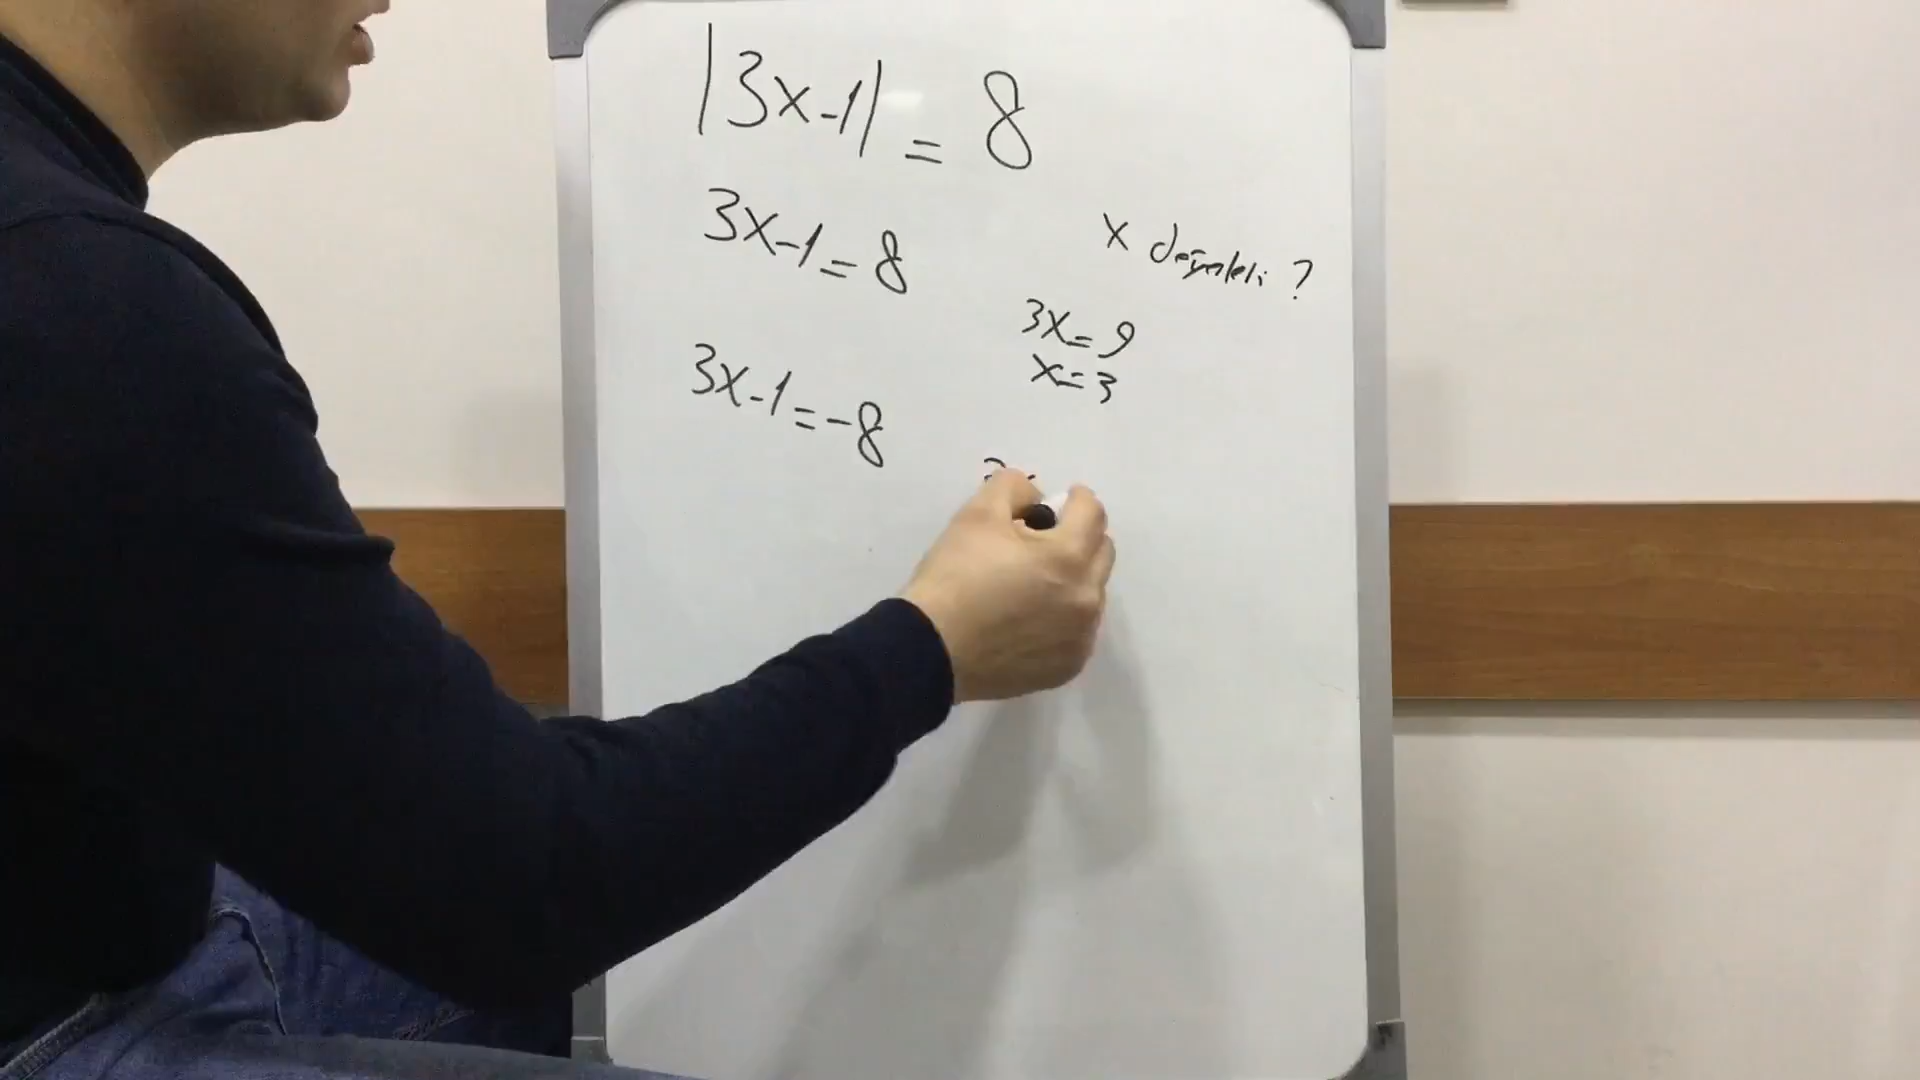 |3x-1| = 8
3x-1=8
x değerleri ?
3x=9
x=3
3x-1=-8